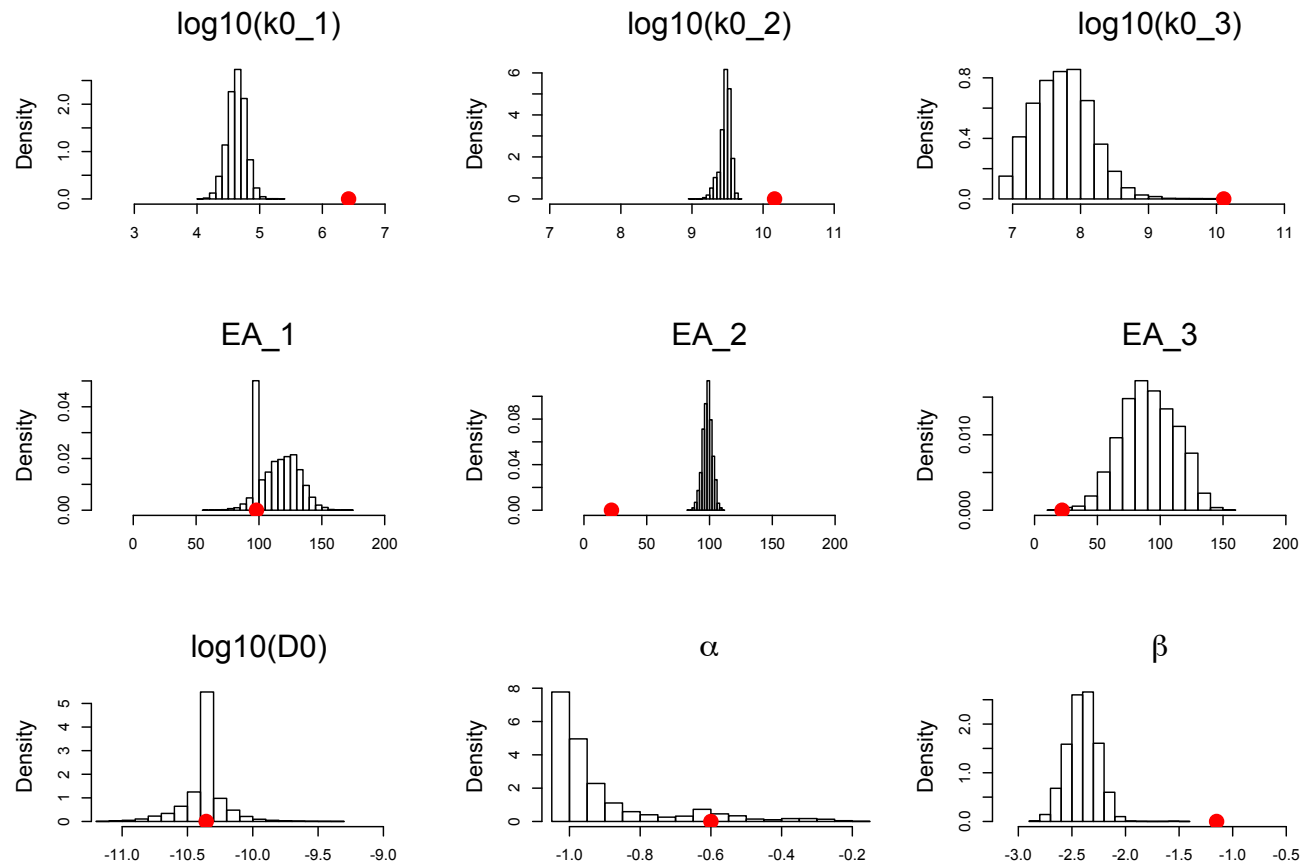 log10(k0_1) log10(k0_2) log10(k0_3)
Density 0.0 1.0 2.0 Density 0 2 4 6 Density 0.0 0.4 0.8
3 4 5 6 7 7 8 9 10 11 7 8 9 10 11
EA_1 EA_2 EA_3
Density 0.00 0.02 0.04 Density 0.00 0.04 0.08 Density 0.000 0.010
0 50 100 150 200 0 50 100 150 200 0 50 100 150 200
log10(D0) α β
Density 0 1 2 3 4 5 Density 0 2 4 6 8 Density 0.0 1.0 2.0
-11.0 -10.5 -10.0 -9.5 -9.0 -1.0 -0.8 -0.6 -0.4 -0.2 -3.0 -2.5 -2.0 -1.5 -1.0 -0.5